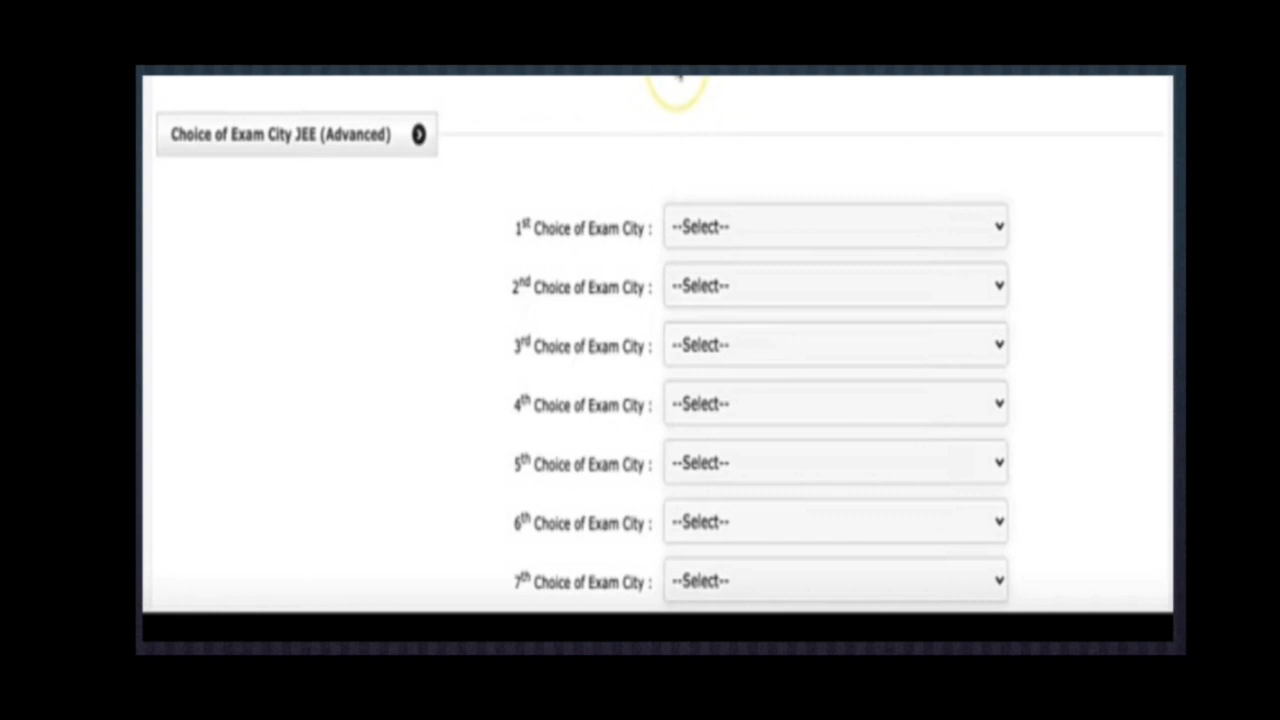 Choice of Exam City JEE (Advanced)
1st Choice of Exam City : --Select--
2nd Choice of Exam City : --Select--
3rd Choice of Exam City : --Select--
4th Choice of Exam City : --Select--
5th Choice of Exam City : --Select--
6th Choice of Exam City : --Select--
7th Choice of Exam City : --Select--